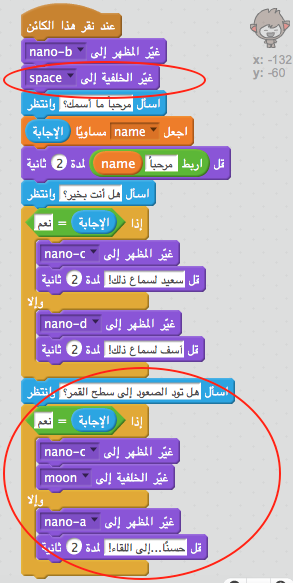 x: -132
y: -60
عند نقر هذا الكائن
غيّر المظهر إلى nano-b
غيّر الخلفية إلى space
اسأل مرحباً ما أسمك؟ وانتظر
اجعل name مساويًا الإجابة
قل اربط مرحباً name لمدة 2 ثانية
اسأل هل أنت بخير؟ وانتظر
إذا الإجابة = نعم
غيّر المظهر إلى nano-c
قل سعيد لسماع ذلك! لمدة 2 ثانية
وإلا
غيّر المظهر إلى nano-d
قل آسف لسماع ذلك! لمدة 2 ثانية
اسأل هل تود الصعود إلى سطح القمر؟ وانتظر
إذا الإجابة = نعم
غيّر المظهر إلى nano-c
غيّر الخلفية إلى moon
وإلا
غيّر المظهر إلى nano-a
قل حسنًا...إلى اللقاء! لمدة 2 ثانية